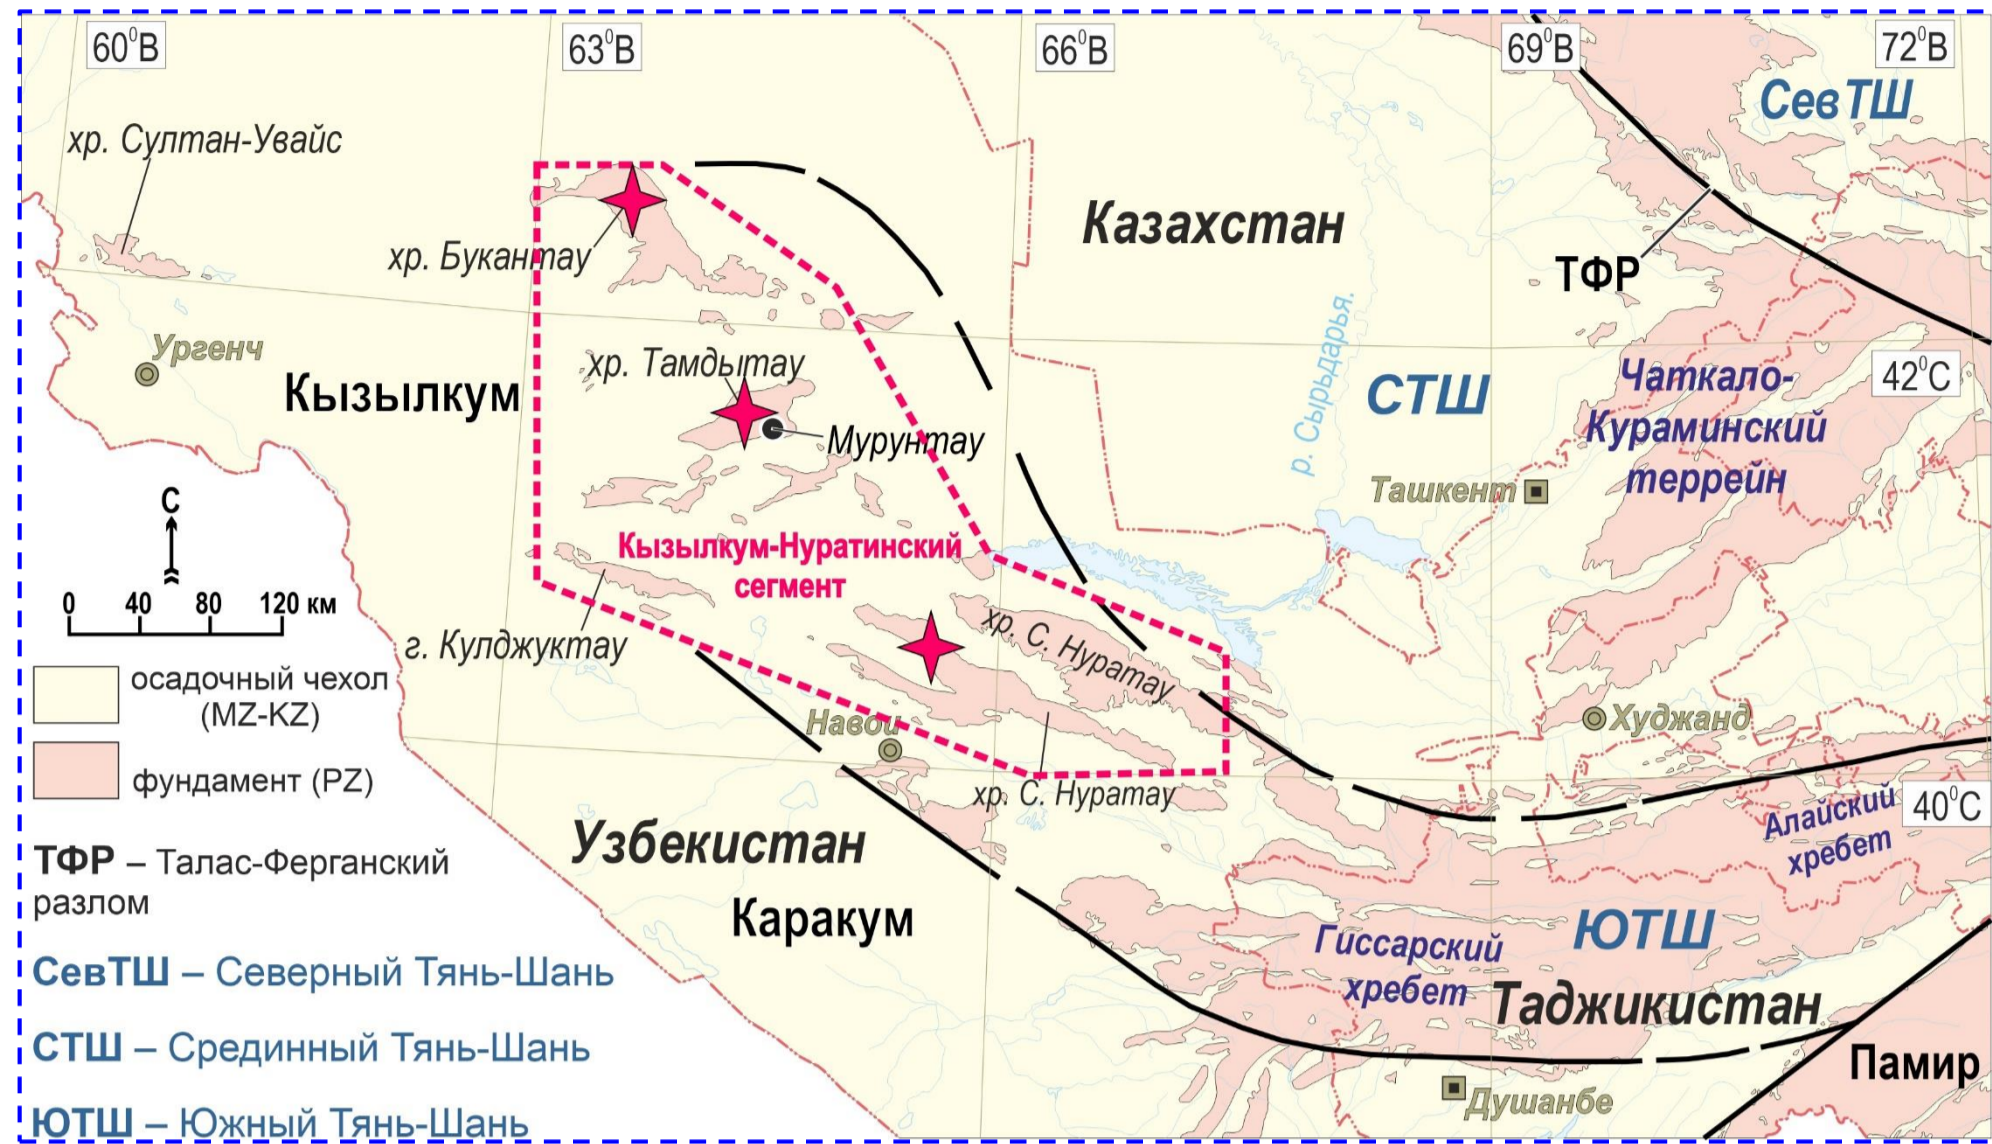 60⁰В
63⁰В
66⁰В
69⁰В
72⁰В
СевТШ
хр. Султан-Увайс
Казахстан
хр. Букантау
ТФР
р. Сырьдарья.
Ургенч
хр. Тамдытау
Кызылкум
СТШ
Чаткало-
Кураминский
террейн
42⁰С
Мурунтау
Ташкент
С
Кызылкум-Нуратинский
сегмент
0 40 80 120 км
г. Кулджуктау
хр. С. Нуратау
осадочный чехол
(MZ-KZ)
Навои
Худжанд
фундамент (PZ)
хр. С. Нуратау
40⁰С
Алайский
хребет
Узбекистан
ТФР – Талас-Ферганский
разлом
Каракум
ЮТШ
Гиссарский
хребет
Таджикистан
СевТШ – Северный Тянь-Шань
СТШ – Срединный Тянь-Шань
Памир
Душанбе
ЮТШ – Южный Тянь-Шань